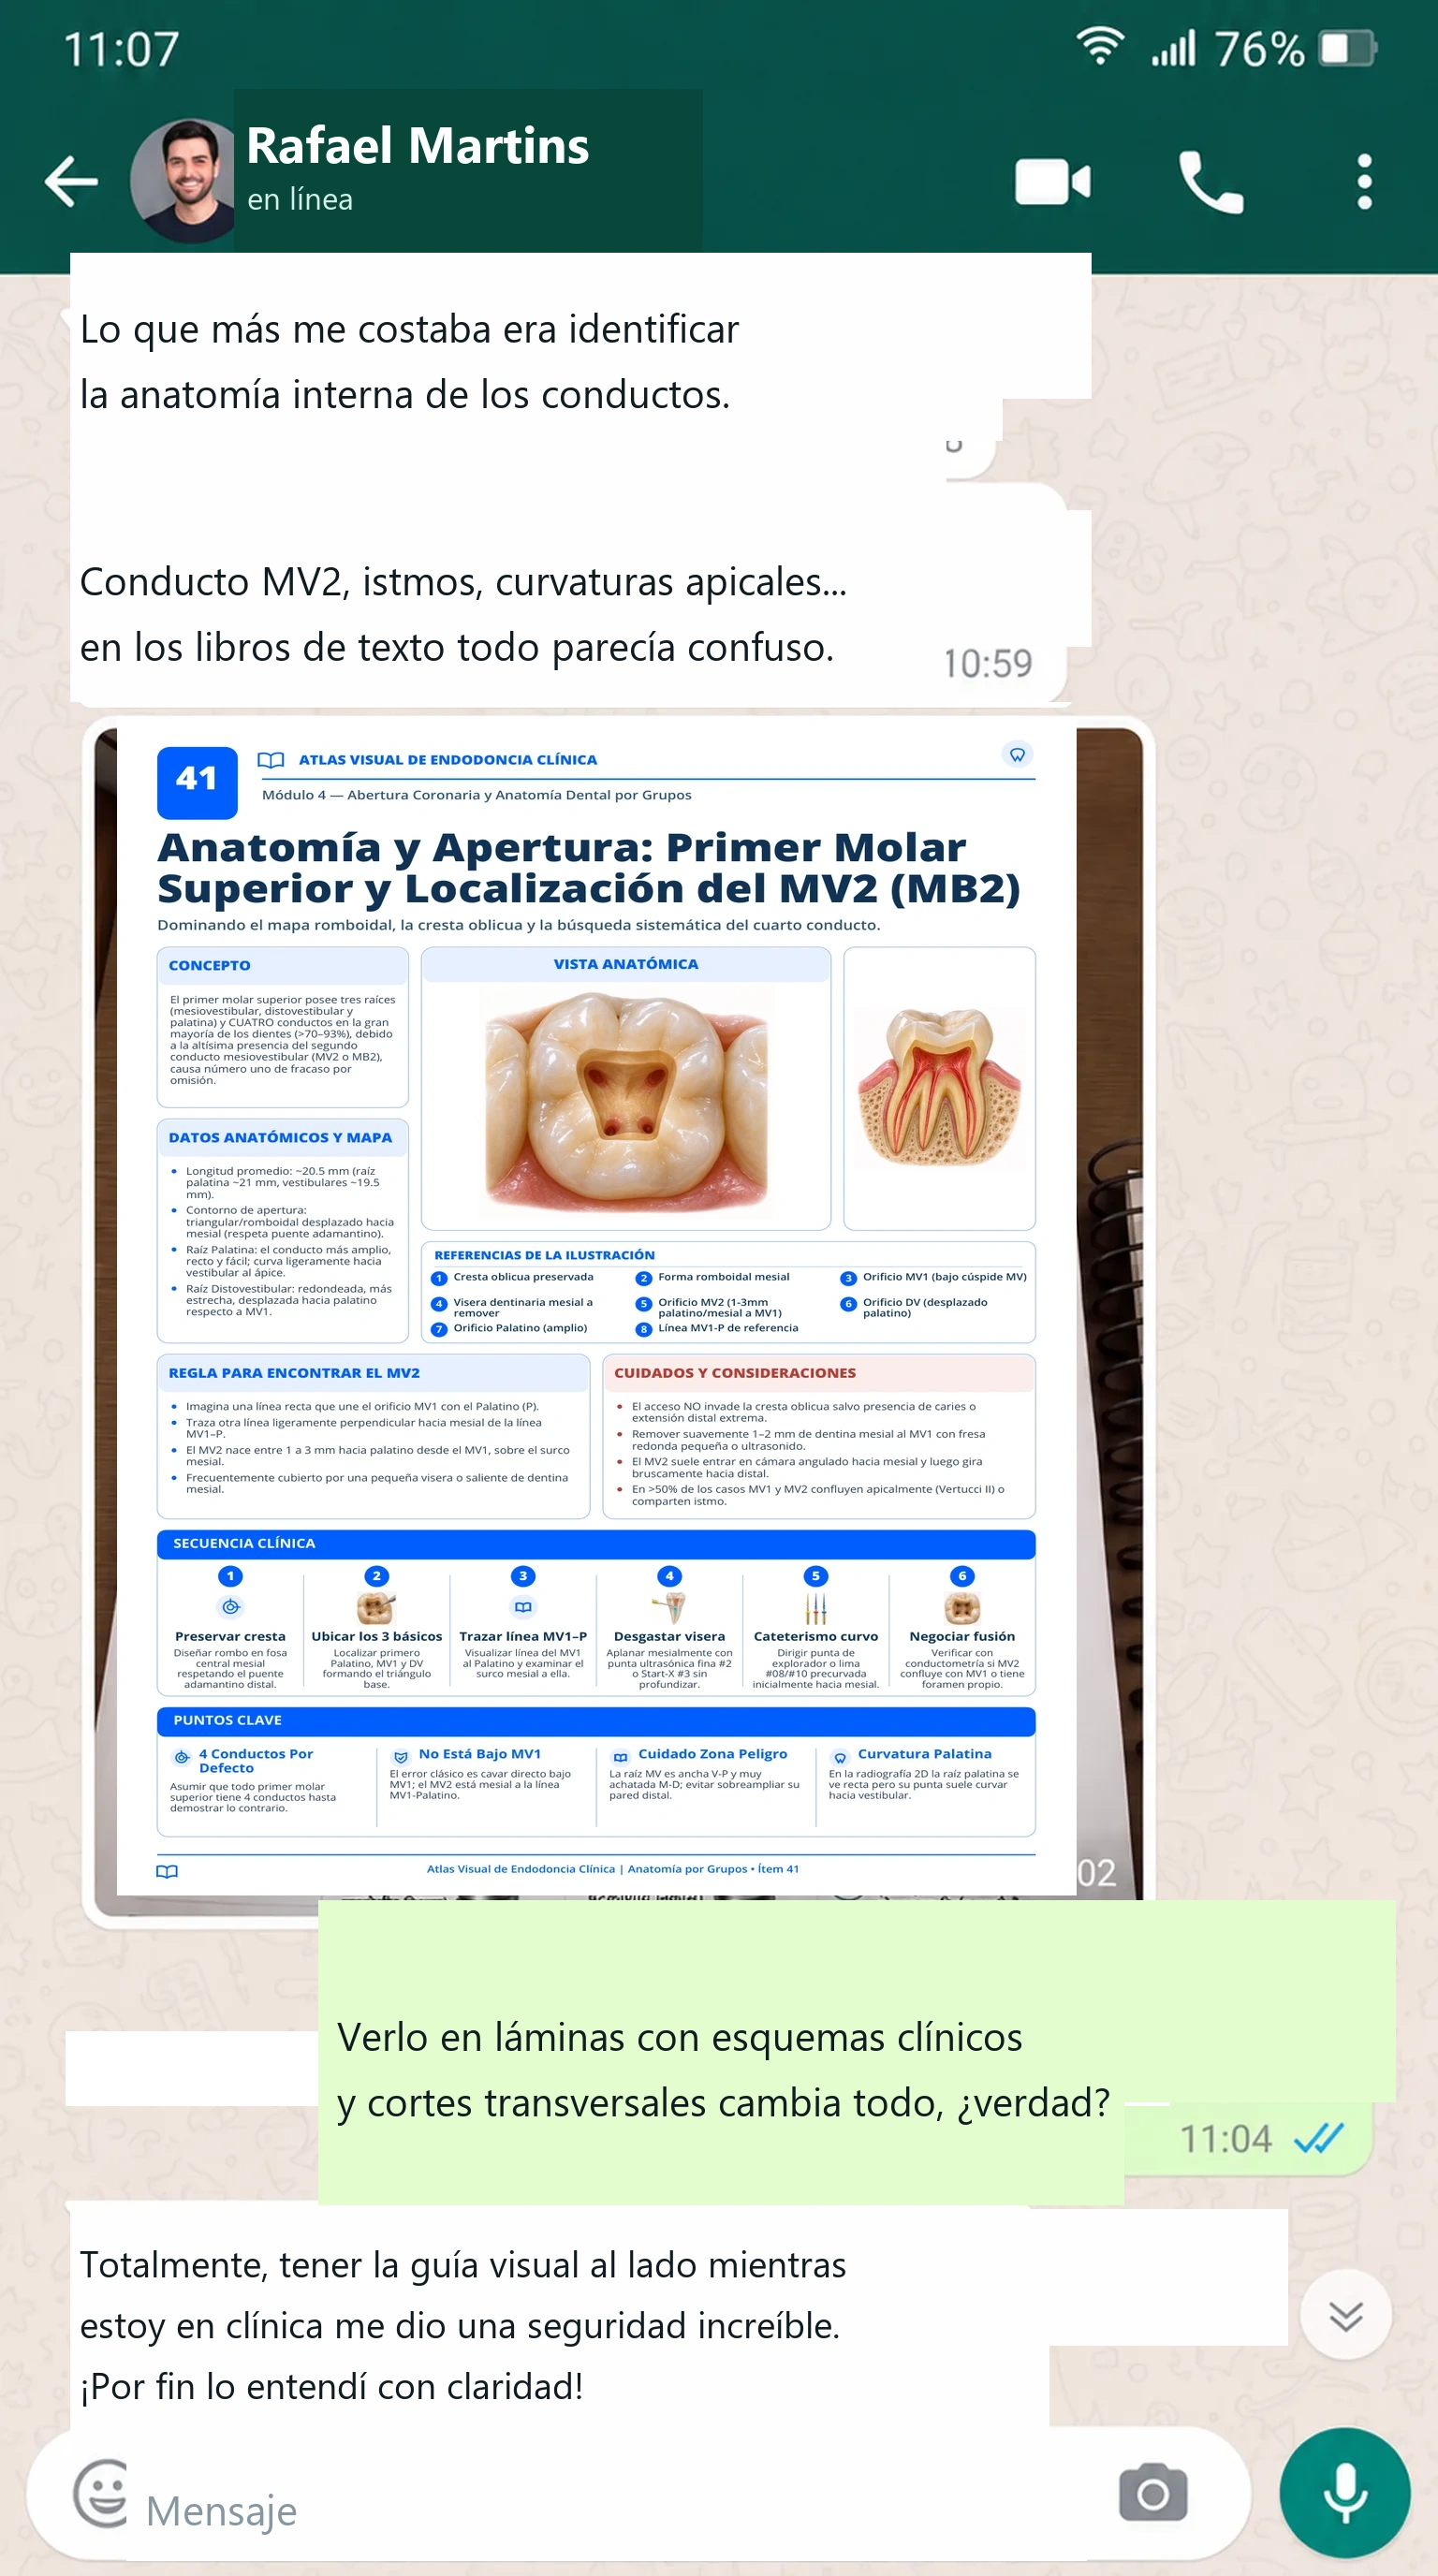 11:07
76%
Rafael Martins
en línea
Lo que más me costaba era identificar
la anatomía interna de los conductos.
Conducto MV2, istmos, curvaturas apicales...
en los libros de texto todo parecía confuso.
10:59
41
ATLAS VISUAL DE ENDODONCIA CLÍNICA
Módulo 4 — Abertura Coronaria y Anatomía Dental por Grupos
Anatomía y Apertura: Primer Molar
Superior y Localización del MV2 (MB2)
Dominando el mapa romboidal, la cresta oblicua y la búsqueda sistemática del cuarto conducto.
CONCEPTO
El primer molar superior posee tres raíces
(mesiovestibular, distovestibular y
palatina) y CUATRO conductos en la gran
mayoría de los dientes (>70–93%), debido
a la altísima presencia del segundo
conducto mesiovestibular (MV2 o MB2),
causa número uno de fracaso por
omisión.
DATOS ANATÓMICOS Y MAPA
• Longitud promedio: ~20.5 mm (raíz
palatina ~21 mm, vestibulares ~19.5
mm).
• Contorno de apertura:
triangular/romboidal desplazado hacia
mesial (respeta puente adamantino).
• Raíz Palatina: el conducto más amplio,
recto y fácil; curva ligeramente hacia
vestibular al ápice.
• Raíz Distovestibular: redondeada, más
estrecha, desplazada hacia palatino
respecto a MV1.
VISTA ANATÓMICA
REFERENCIAS DE LA ILUSTRACIÓN
1 Cresta oblicua preservada
2 Forma romboidal mesial
3 Orificio MV1 (bajo cúspide MV)
4 Visera dentinaria mesial a
remover
5 Orificio MV2 (1-3mm
palatino/mesial a MV1)
6 Orificio DV (desplazado
palatino)
7 Orificio Palatino (amplio)
8 Línea MV1-P de referencia
REGLA PARA ENCONTRAR EL MV2
• Imagina una línea recta que une el orificio MV1 con el Palatino (P).
• Traza otra línea ligeramente perpendicular hacia mesial de la línea
MV1–P.
• El MV2 nace entre 1 a 3 mm hacia palatino desde el MV1, sobre el surco
mesial.
• Frecuentemente cubierto por una pequeña visera o saliente de dentina
mesial.
CUIDADOS Y CONSIDERACIONES
• El acceso NO invade la cresta oblicua salvo presencia de caries o
extensión distal extrema.
• Remover suavemente 1–2 mm de dentina mesial al MV1 con fresa
redonda pequeña o ultrasonido.
• El MV2 suele entrar en cámara angulado hacia mesial y luego gira
bruscamente hacia distal.
• En >50% de los casos MV1 y MV2 confluyen apicalmente (Vertucci II) o
comparten istmo.
SECUENCIA CLÍNICA
1
Preservar cresta
Diseñar rombo en fosa
central mesial
respetando el puente
adamantino distal.
2
Ubicar los 3 básicos
Localizar primero
Palatino, MV1 y DV
formando el triángulo
base.
3
Trazar línea MV1–P
Visualizar línea del MV1
al Palatino y examinar el
surco mesial a ella.
4
Desgastar visera
Aplanar mesialmente con
punta ultrasónica fina #2
o Start-X #3 sin
profundizar.
5
Cateterismo curvo
Dirigir punta de
explorador o lima
#08/#10 precurvada
inicialmente hacia mesial.
6
Negociar fusión
Verificar con
conductometría si MV2
confluye con MV1 o tiene
foramen propio.
PUNTOS CLAVE
4 Conductos Por
Defecto
Asumir que todo primer molar
superior tiene 4 conductos hasta
demostrar lo contrario.
No Está Bajo MV1
El error clásico es cavar directo bajo
MV1; el MV2 está mesial a la línea
MV1-Palatino.
Cuidado Zona Peligro
La raíz MV es ancha V-P y muy
achatada M-D; evitar sobreampliar su
pared distal.
Curvatura Palatina
En la radiografía 2D la raíz palatina se
ve recta pero su punta suele curvar
hacia vestibular.
Atlas Visual de Endodoncia Clínica | Anatomía por Grupos • Ítem 41
02
Verlo en láminas con esquemas clínicos
y cortes transversales cambia todo, ¿verdad?
11:04
Totalmente, tener la guía visual al lado mientras
estoy en clínica me dio una seguridad increíble.
¡Por fin lo entendí con claridad!
Mensaje